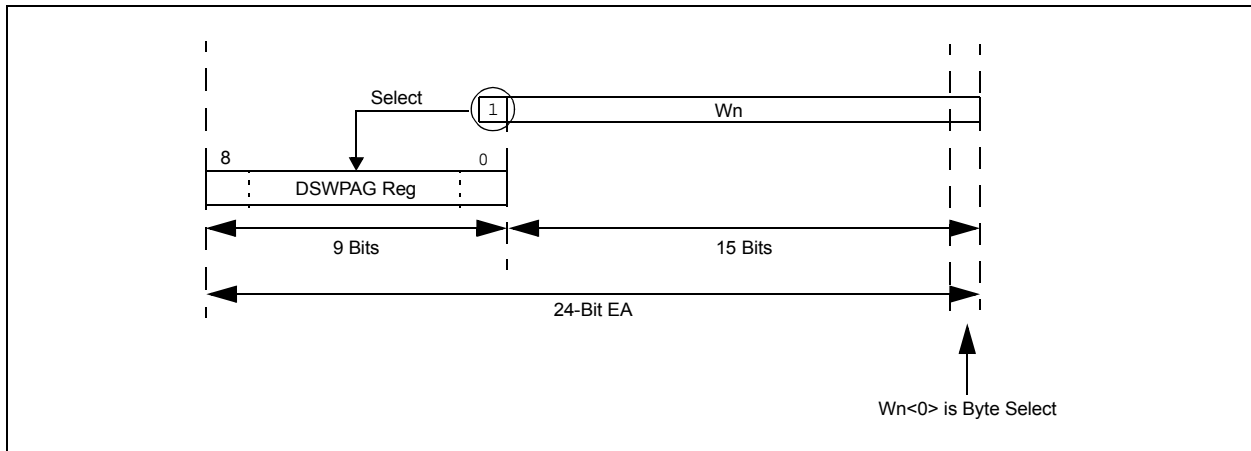 Select
1
Wn
8
0
DSWPAG Reg
9 Bits
15 Bits
24-Bit EA
Wn<0> is Byte Select